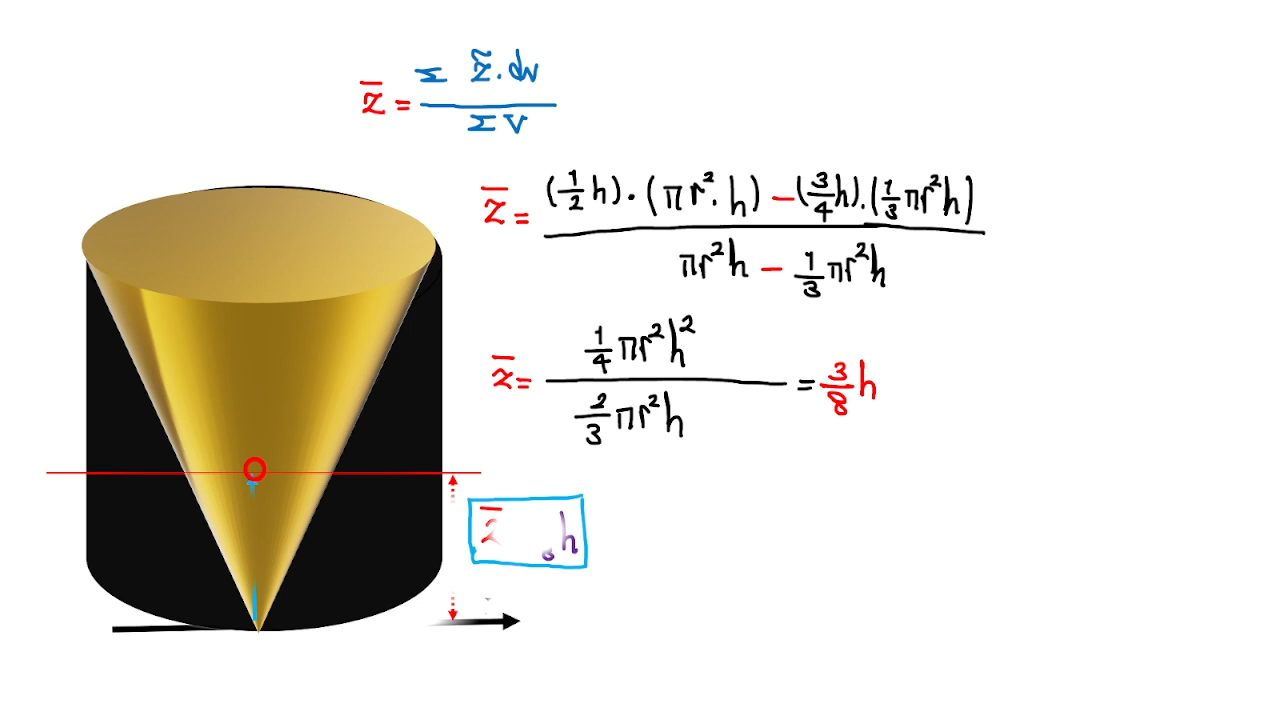 z̄ = Σ z̃ . dv / Σ V
z̄ = (1/2 h) . (πr² . h) − (3/4 h) . (1/3 πr²h) / πr²h − 1/3 πr²h
z̄ = 1/4 πr²h² / 2/3 πr²h = 3/8 h
O
z̄ h